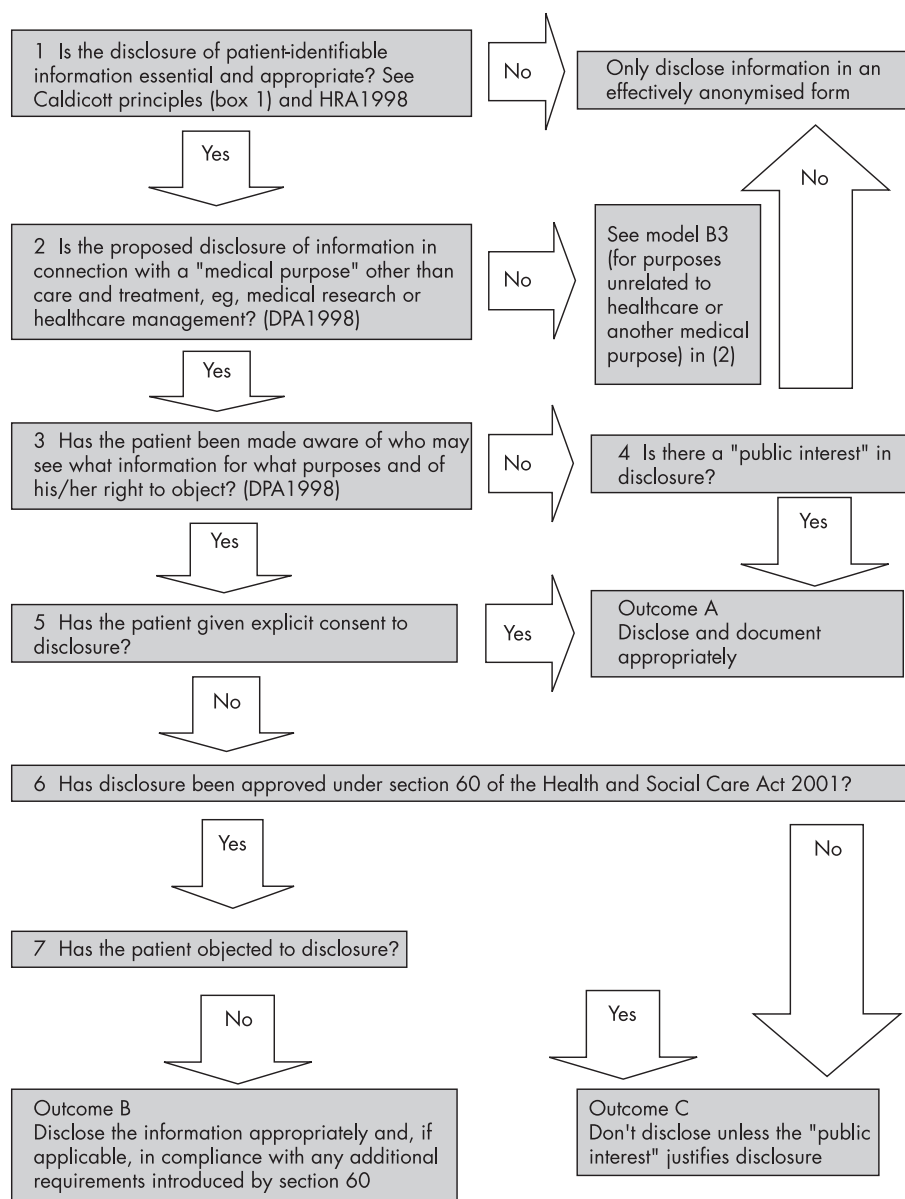 1 Is the disclosure of patient-identifiable
information essential and appropriate? See
Caldicott principles (box 1) and HRA1998
No
Only disclose information in an
effectively anonymised form
Yes
No
2 Is the proposed disclosure of information in
connection with a "medical purpose" other than
care and treatment, eg, medical research or
healthcare management? (DPA1998)
No
See model B3
(for purposes
unrelated to
healthcare or
another medical
purpose) in (2)
Yes
3 Has the patient been made aware of who may
see what information for what purposes and of
his/her right to object? (DPA1998)
No
4 Is there a "public interest" in
disclosure?
Yes
Yes
5 Has the patient given explicit consent to
disclosure?
Yes
Outcome A
Disclose and document
appropriately
No
6 Has disclosure been approved under section 60 of the Health and Social Care Act 2001?
Yes
No
7 Has the patient objected to disclosure?
No
Yes
Outcome B
Disclose the information appropriately and, if
applicable, in compliance with any additional
requirements introduced by section 60
Outcome C
Don't disclose unless the "public
interest" justifies disclosure